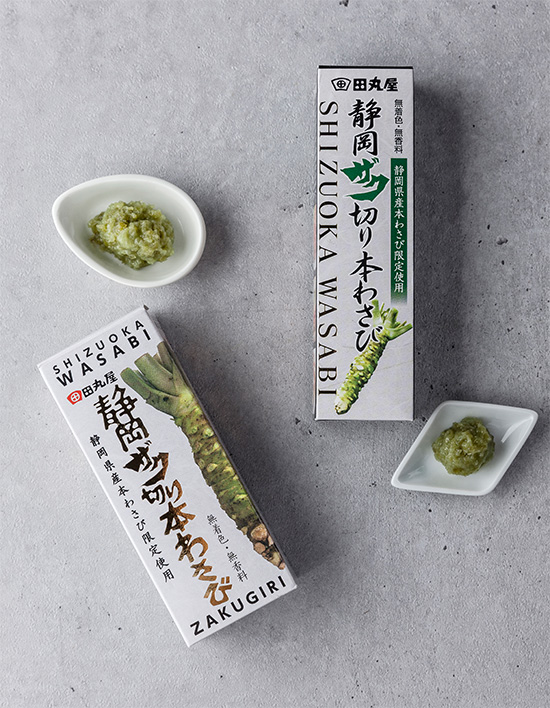 田丸屋
無着色・無香料
静岡県産本わさび限定使用
静岡ザク切り本わさび
SHIZUOKA WASABI
SHIZUOKA
WASABI
田丸屋
静岡ザク切り本わさび
静岡県産本わさび限定使用
無着色・無香料
ZAKUGIRI